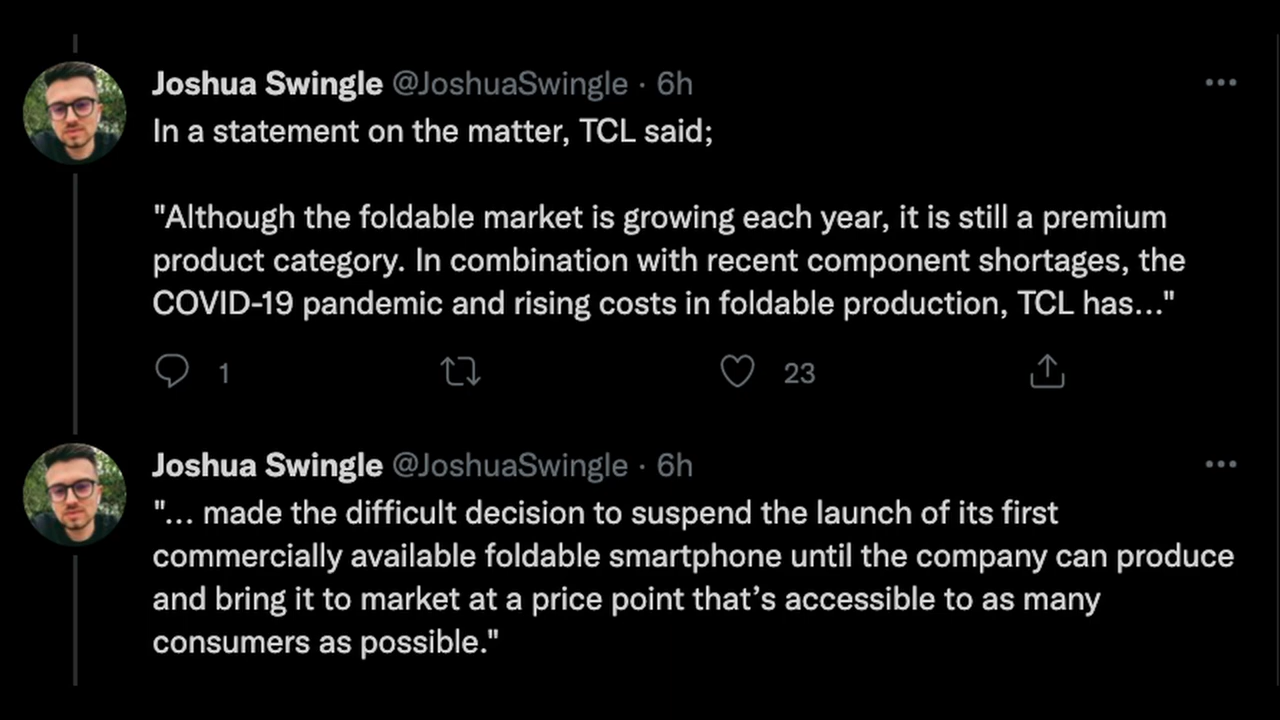 Joshua Swingle @JoshuaSwingle · 6h
In a statement on the matter, TCL said;
"Although the foldable market is growing each year, it is still a premium
product category. In combination with recent component shortages, the
COVID-19 pandemic and rising costs in foldable production, TCL has..."
1 23
Joshua Swingle @JoshuaSwingle · 6h
"... made the difficult decision to suspend the launch of its first
commercially available foldable smartphone until the company can produce
and bring it to market at a price point that’s accessible to as many
consumers as possible."